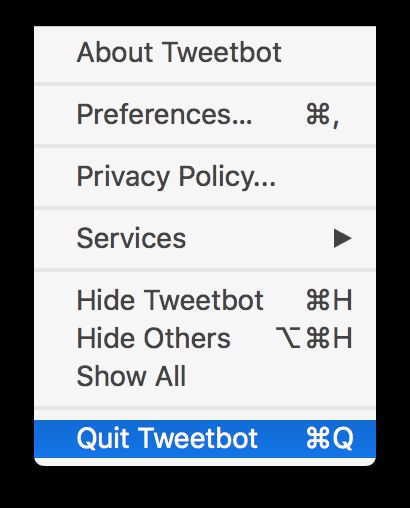 About Tweetbot
Preferences... ⌘,
Privacy Policy...
Services ▶
Hide Tweetbot ⌘H
Hide Others ⌥⌘H
Show All
Quit Tweetbot ⌘Q